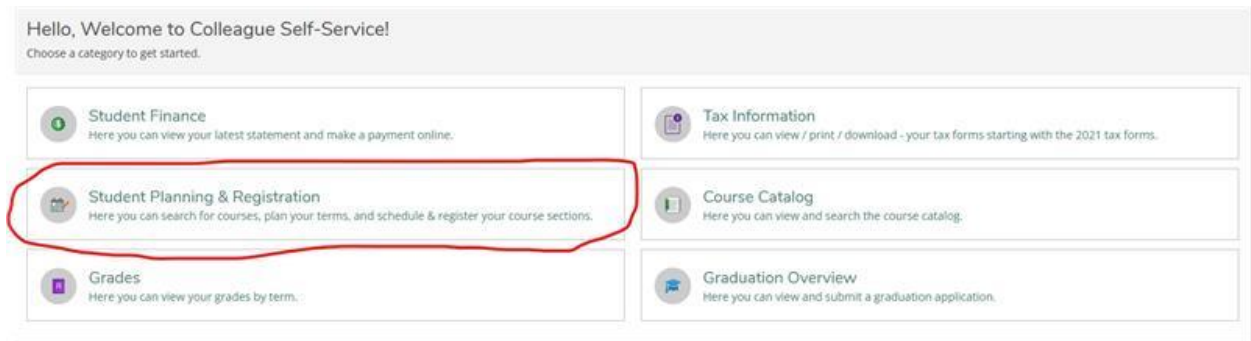 Hello, Welcome to Colleague Self-Service!
Choose a category to get started.
Student Finance
Here you can view your latest statement and make a payment online.
Tax Information
Here you can view / print / download - your tax forms starting with the 2021 tax forms.
Student Planning & Registration
Here you can search for courses, plan your terms, and schedule & register your course sections.
Course Catalog
Here you can view and search the course catalog.
Grades
Here you can view your grades by term.
Graduation Overview
Here you can view and submit a graduation application.